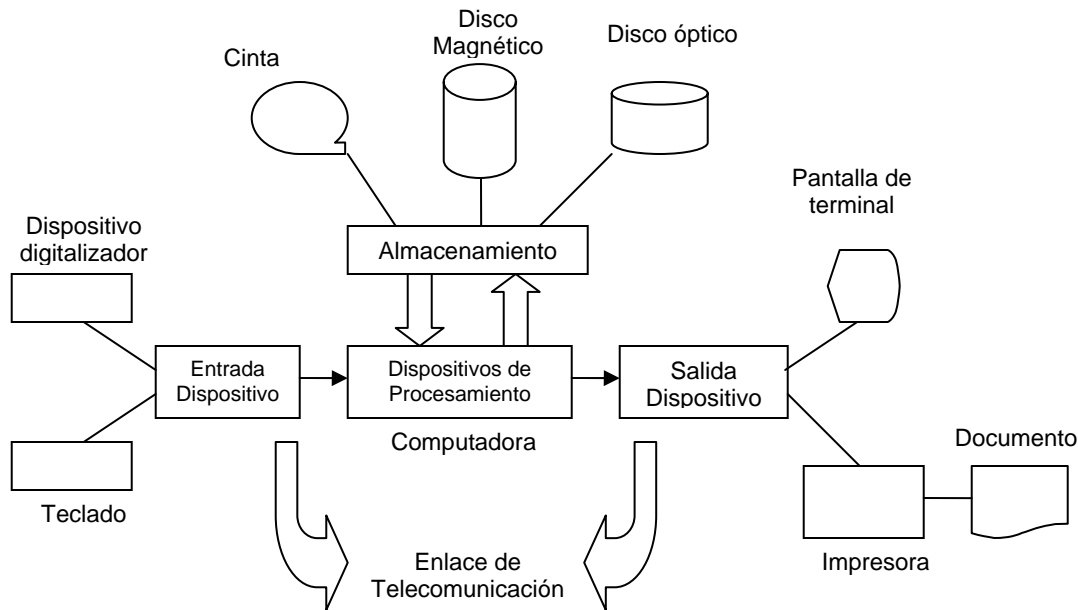 Disco
Magnético
Disco óptico
Cinta
Pantalla de
terminal
Dispositivo
digitalizador
Almacenamiento
Entrada
Dispositivo
Dispositivos de
Procesamiento
Salida
Dispositivo
Computadora
Documento
Teclado
Impresora
Enlace de
Telecomunicación